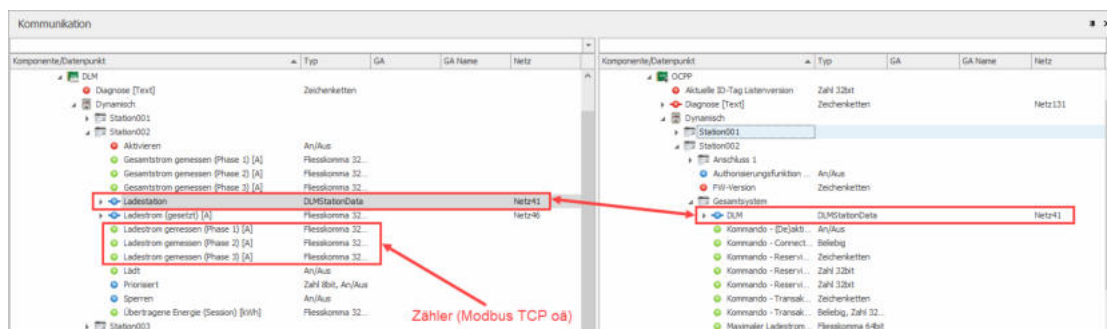 Kommunikation
Komponente/Datenpunkt Typ GA GA Name Netz
DLM
Diagnose [Text] Zeichenketten
Dynamisch
Station001
Station002
Aktivieren An/Aus
Gesamtstrom gemessen (Phase 1) [A] Fliesskomma 32...
Gesamtstrom gemessen (Phase 2) [A] Fliesskomma 32...
Gesamtstrom gemessen (Phase 3) [A] Fliesskomma 32...
Ladestation DLMStationData Netz41
Ladestrom (gesetzt) [A] Fliesskomma 32... Netz46
Ladestrom gemessen (Phase 1) [A] Fliesskomma 32...
Ladestrom gemessen (Phase 2) [A] Fliesskomma 32...
Ladestrom gemessen (Phase 3) [A] Fliesskomma 32...
Lädt An/Aus
Priorisiert Zahl 8bit, An/Aus
Sperren An/Aus
Übertragene Energie (Session) [kWh] Fliesskomma 32...
Station003
Zähler (Modbus TCP oä)
Komponente/Datenpunkt Typ GA GA Name Netz
OCPP
Aktuelle ID-Tag Listenversion Zahl 32bit
Diagnose [Text] Zeichenketten Netz131
Dynamisch
Station001
Station002
Anschluss 1
Authorisierungsfunktion ... An/Aus
FW-Version Zeichenketten
Gesamtsystem
DLM DLMStationData Netz41
Kommando - (De)akti... An/Aus
Kommando - Connect... Beliebig
Kommando - Reservi... Zeichenketten
Kommando - Reservi... Zahl 32bit
Kommando - Reservi... Zahl 32bit
Kommando - Transak... Zeichenketten
Kommando - Transak... Beliebig, Zahl 32...
Maximaler Ladestrom... Fliesskomma 64bit